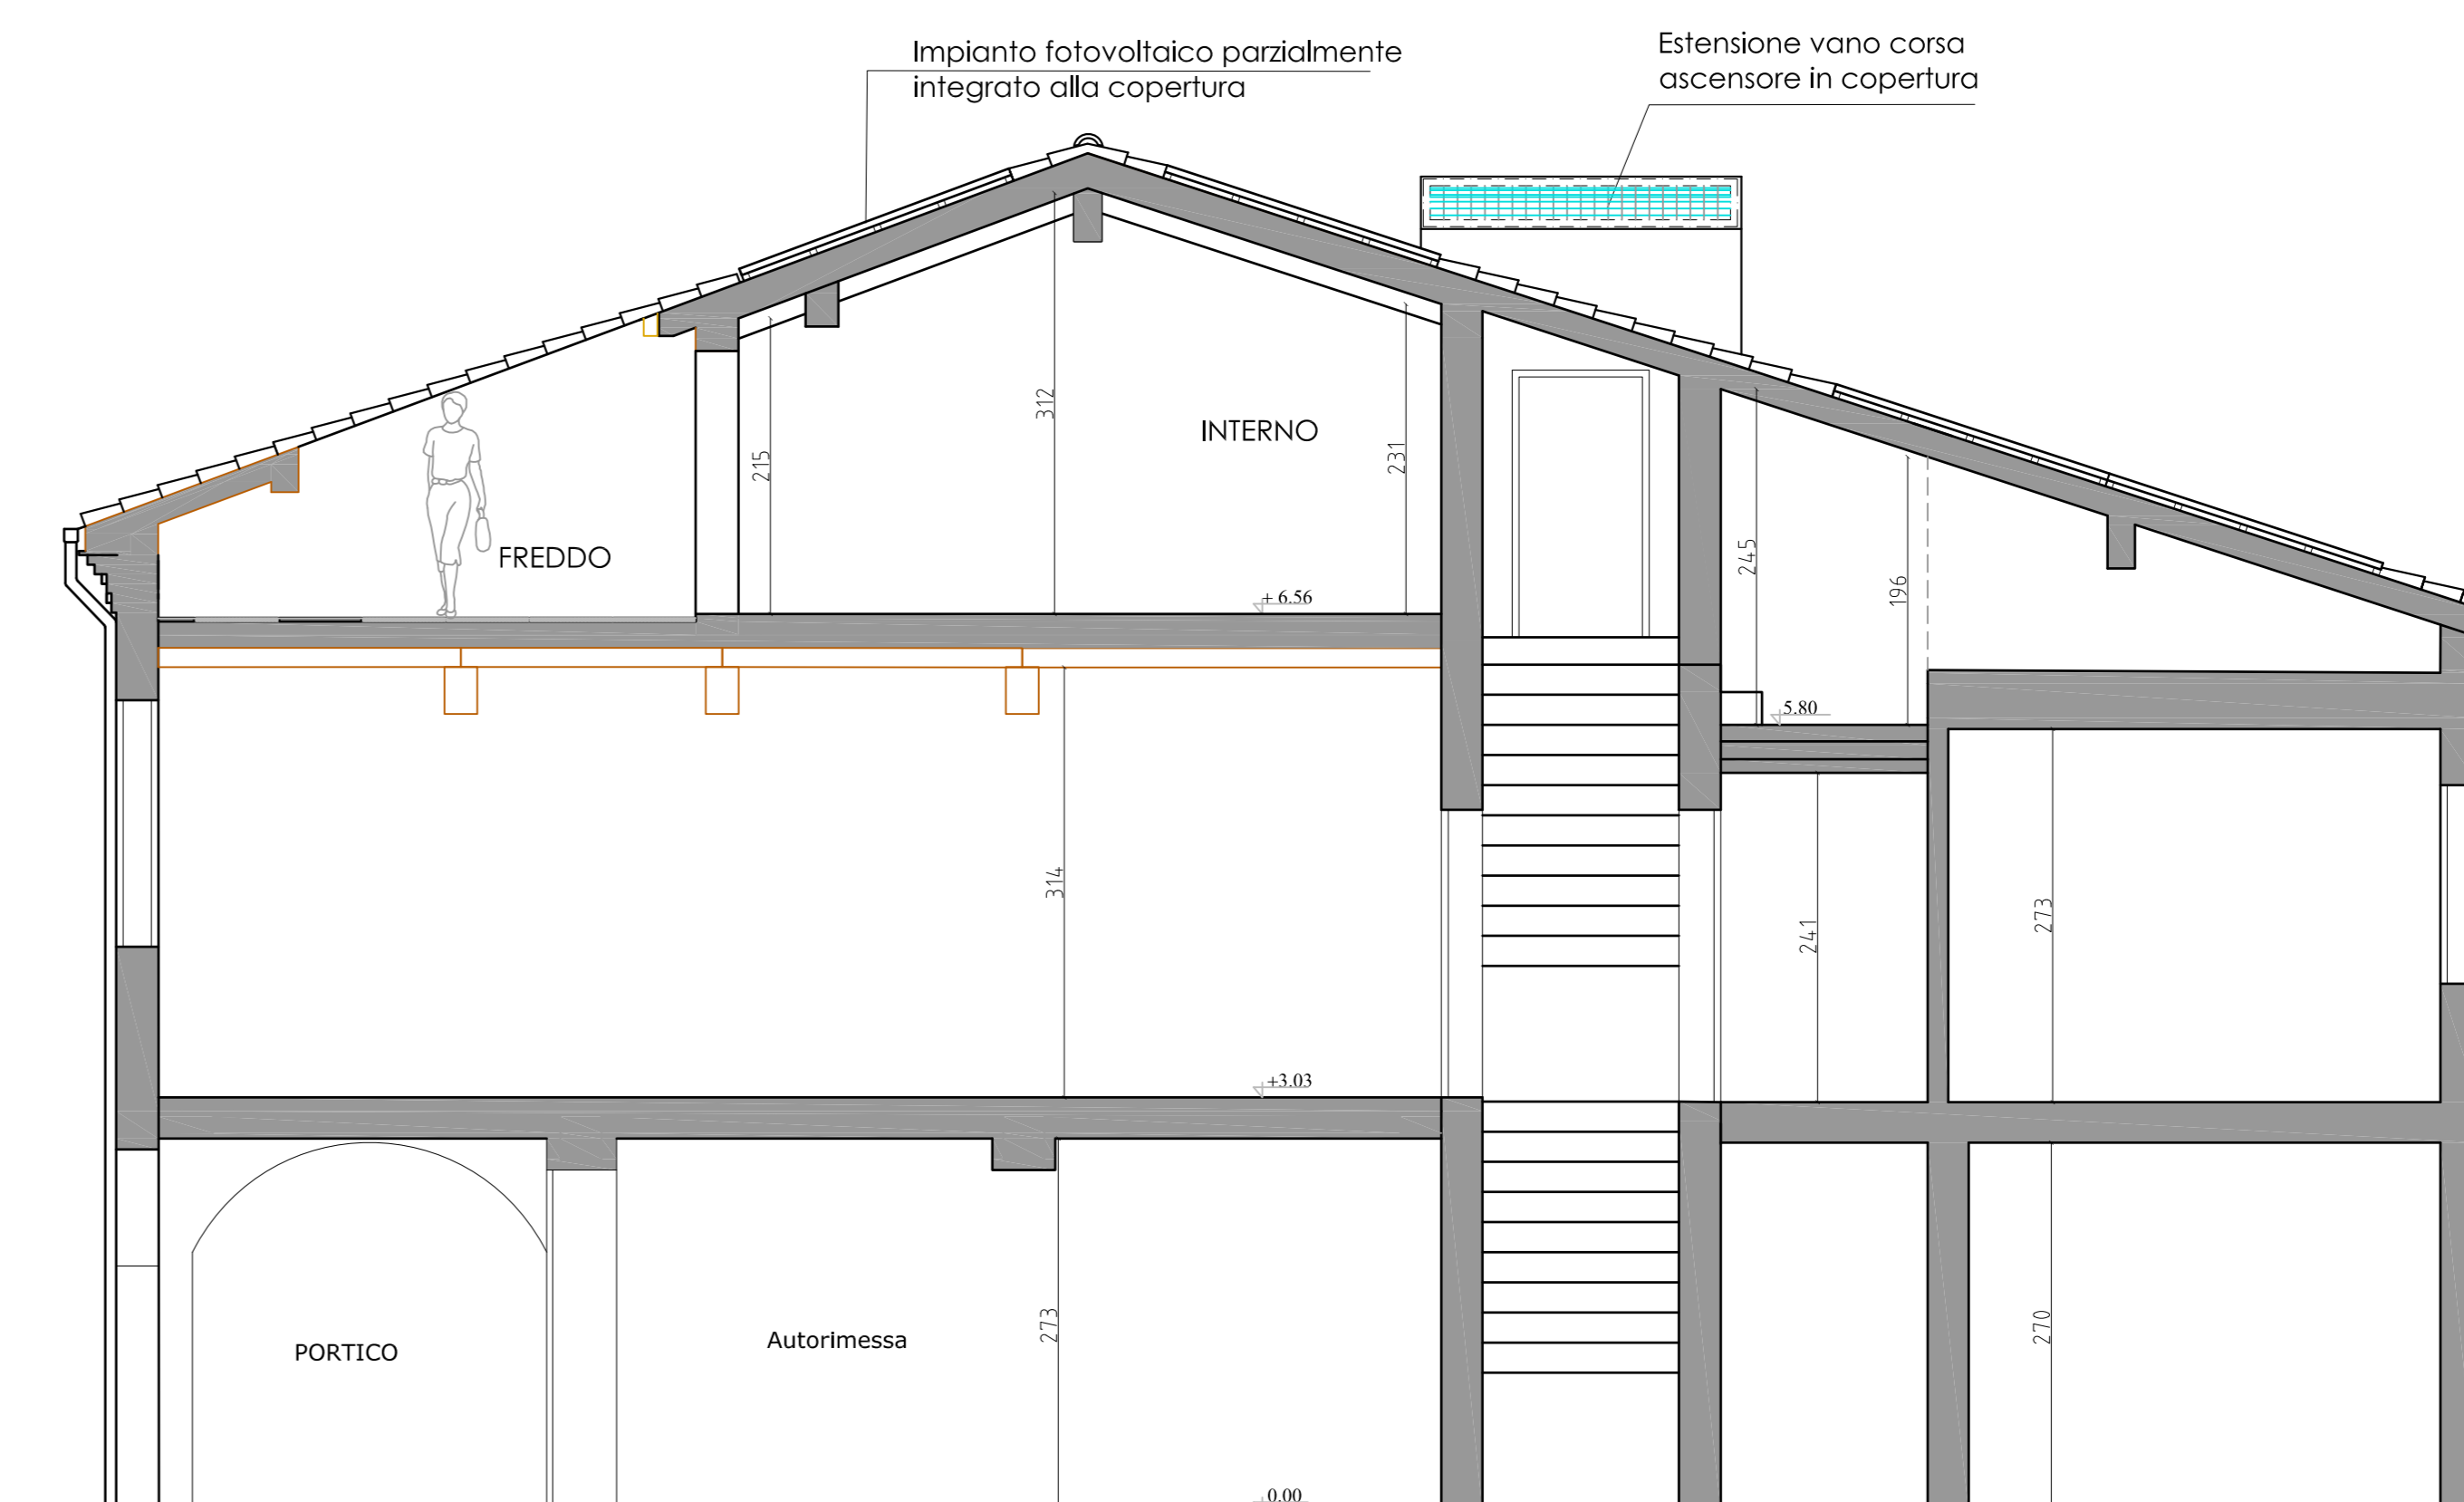 Impianto fotovoltaico parzialmente
integrato alla copertura
Estensione vano corsa
ascensore in copertura
312
INTERNO
231
215
FREDDO
245
196
+ 6.56
5.80
314
241
273
+3.03
PORTICO
Autorimessa
273
270
0.00